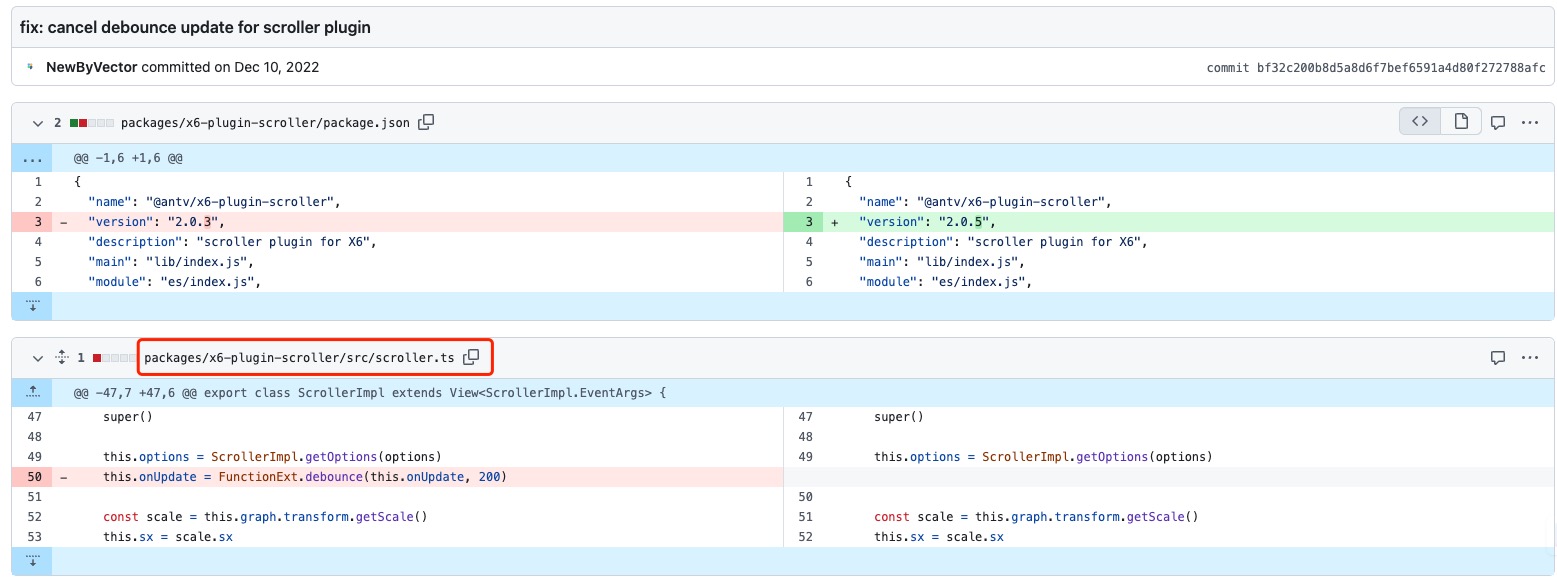 fix: cancel debounce update for scroller plugin
NewByVector committed on Dec 10, 2022
commit bf32c200b8d5a8d6f7bef6591a4d80f272788afc
2 packages/x6-plugin-scroller/package.json
... @@ -1,6 +1,6 @@
1 { 1 {
2 "name": "@antv/x6-plugin-scroller", 2 "name": "@antv/x6-plugin-scroller",
3 - "version": "2.0.3", 3 + "version": "2.0.5",
4 "description": "scroller plugin for X6", 4 "description": "scroller plugin for X6",
5 "main": "lib/index.js", 5 "main": "lib/index.js",
6 "module": "es/index.js", 6 "module": "es/index.js",
1 packages/x6-plugin-scroller/src/scroller.ts
@@ -47,7 +47,6 @@ export class ScrollerImpl extends View<ScrollerImpl.EventArgs> {
47 super() 47 super()
48 48
49 this.options = ScrollerImpl.getOptions(options) 49 this.options = ScrollerImpl.getOptions(options)
50 - this.onUpdate = FunctionExt.debounce(this.onUpdate, 200)
51 50
52 const scale = this.graph.transform.getScale() 51 const scale = this.graph.transform.getScale()
53 this.sx = scale.sx 52 this.sx = scale.sx